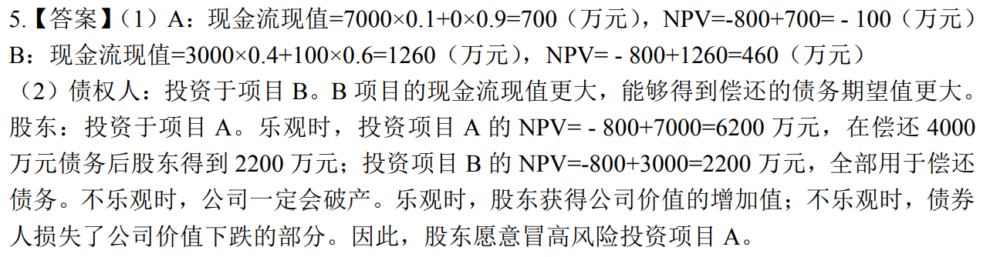 5.【答案】（1）A：现金流现值=7000×0.1+0×0.9=700（万元），NPV=-800+700= - 100（万元）
B：现金流现值=3000×0.4+100×0.6=1260（万元），NPV= - 800+1260=460（万元）
（2）债权人：投资于项目 B。B 项目的现金流现值更大，能够得到偿还的债务期望值更大。
股东：投资于项目 A。乐观时，投资项目 A 的 NPV= - 800+7000=6200 万元，在偿还 4000
万元债务后股东得到 2200 万元；投资项目 B 的 NPV=-800+3000=2200 万元，全部用于偿还
债务。不乐观时，公司一定会破产。乐观时，股东获得公司价值的增加值；不乐观时，债券
人损失了公司价值下跌的部分。因此，股东愿意冒高风险投资项目 A。